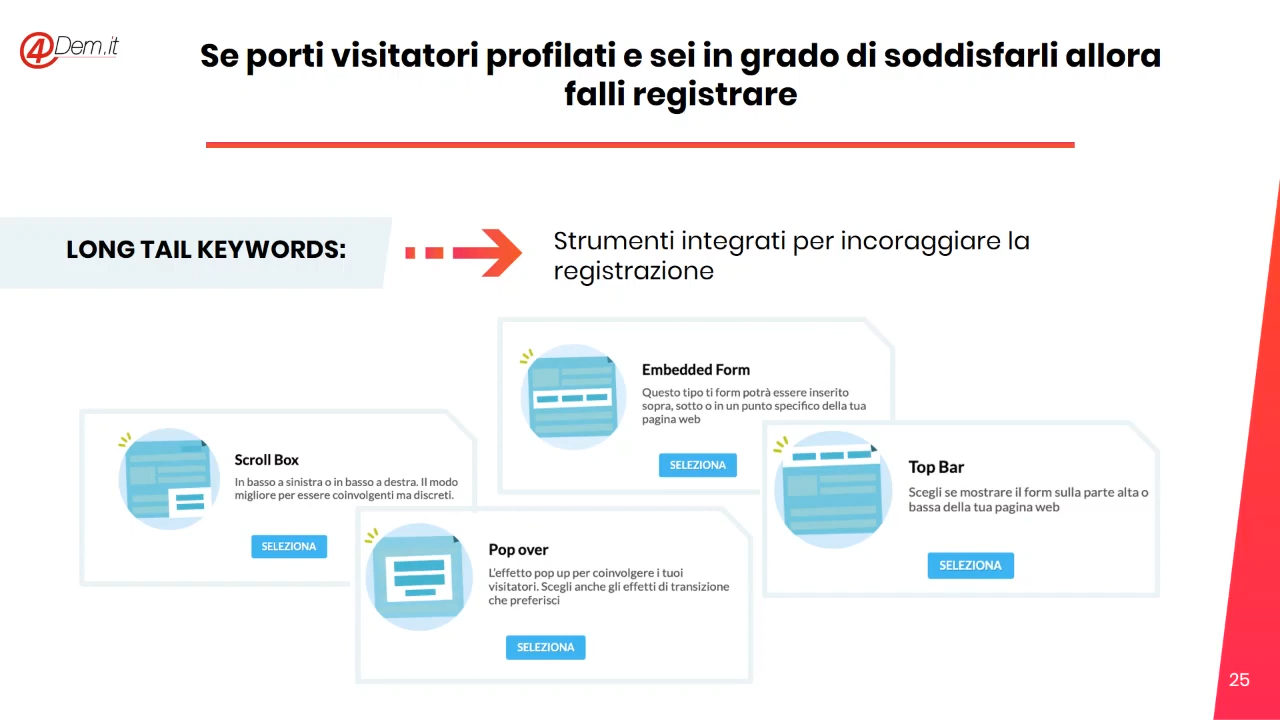 4Dem.it
Se porti visitatori profilati e sei in grado di soddisfarli allora
falli registrare
LONG TAIL KEYWORDS:
Strumenti integrati per incoraggiare la
registrazione
Embedded Form
Questo tipo ti form potrà essere inserito
sopra, sotto o in un punto specifico della tua
pagina web
SELEZIONA
Scroll Box
In basso a sinistra o in basso a destra. Il modo
migliore per essere coinvolgenti ma discreti.
SELEZIONA
Top Bar
Scegli se mostrare il form sulla parte alta o
bassa della tua pagina web
SELEZIONA
Pop over
L'effetto pop up per coinvolgere i tuoi
visitatori. Scegli anche gli effetti di transizione
che preferisci
SELEZIONA
25